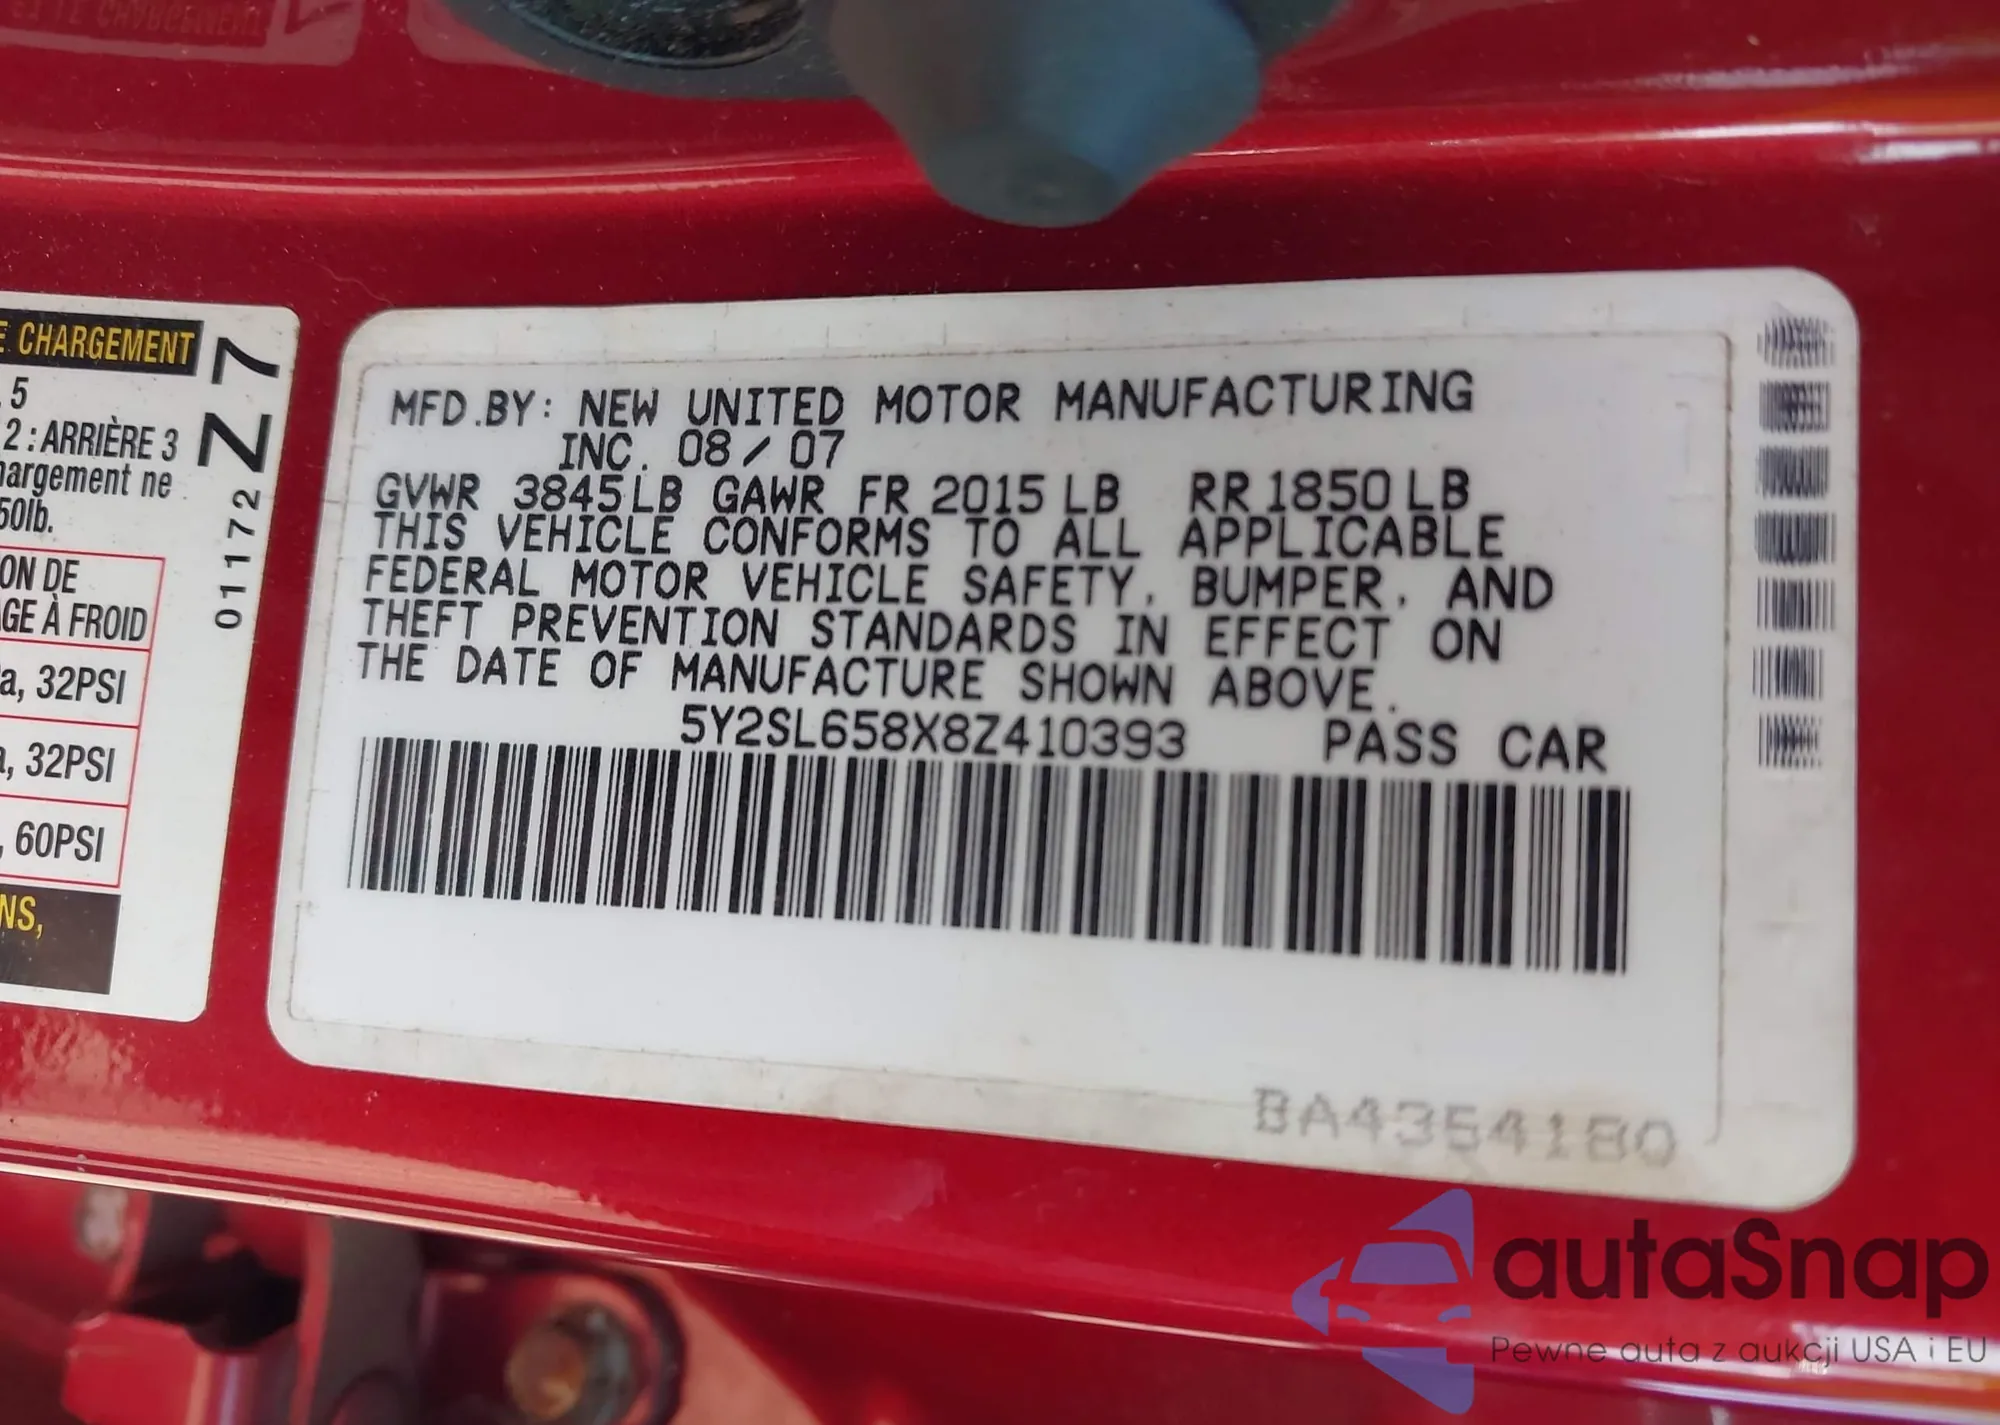 E CHARGEMENT
5
2 : ARRIÈRE 3
hargement ne
50lb.
ON DE
GE À FROID
a, 32PSI
, 32PSI
, 60PSI
NS,
Z7
01172
MFD.BY: NEW UNITED MOTOR MANUFACTURING
INC. 08/07
GVWR 3845LB GAWR FR 2015LB RR1850LB
THIS VEHICLE CONFORMS TO ALL APPLICABLE
FEDERAL MOTOR VEHICLE SAFETY, BUMPER, AND
THEFT PREVENTION STANDARDS IN EFFECT ON
THE DATE OF MANUFACTURE SHOWN ABOVE.
5Y2SL658X8Z410393 PASS CAR
autaSnap
Pewne auta z aukcji USA i EU